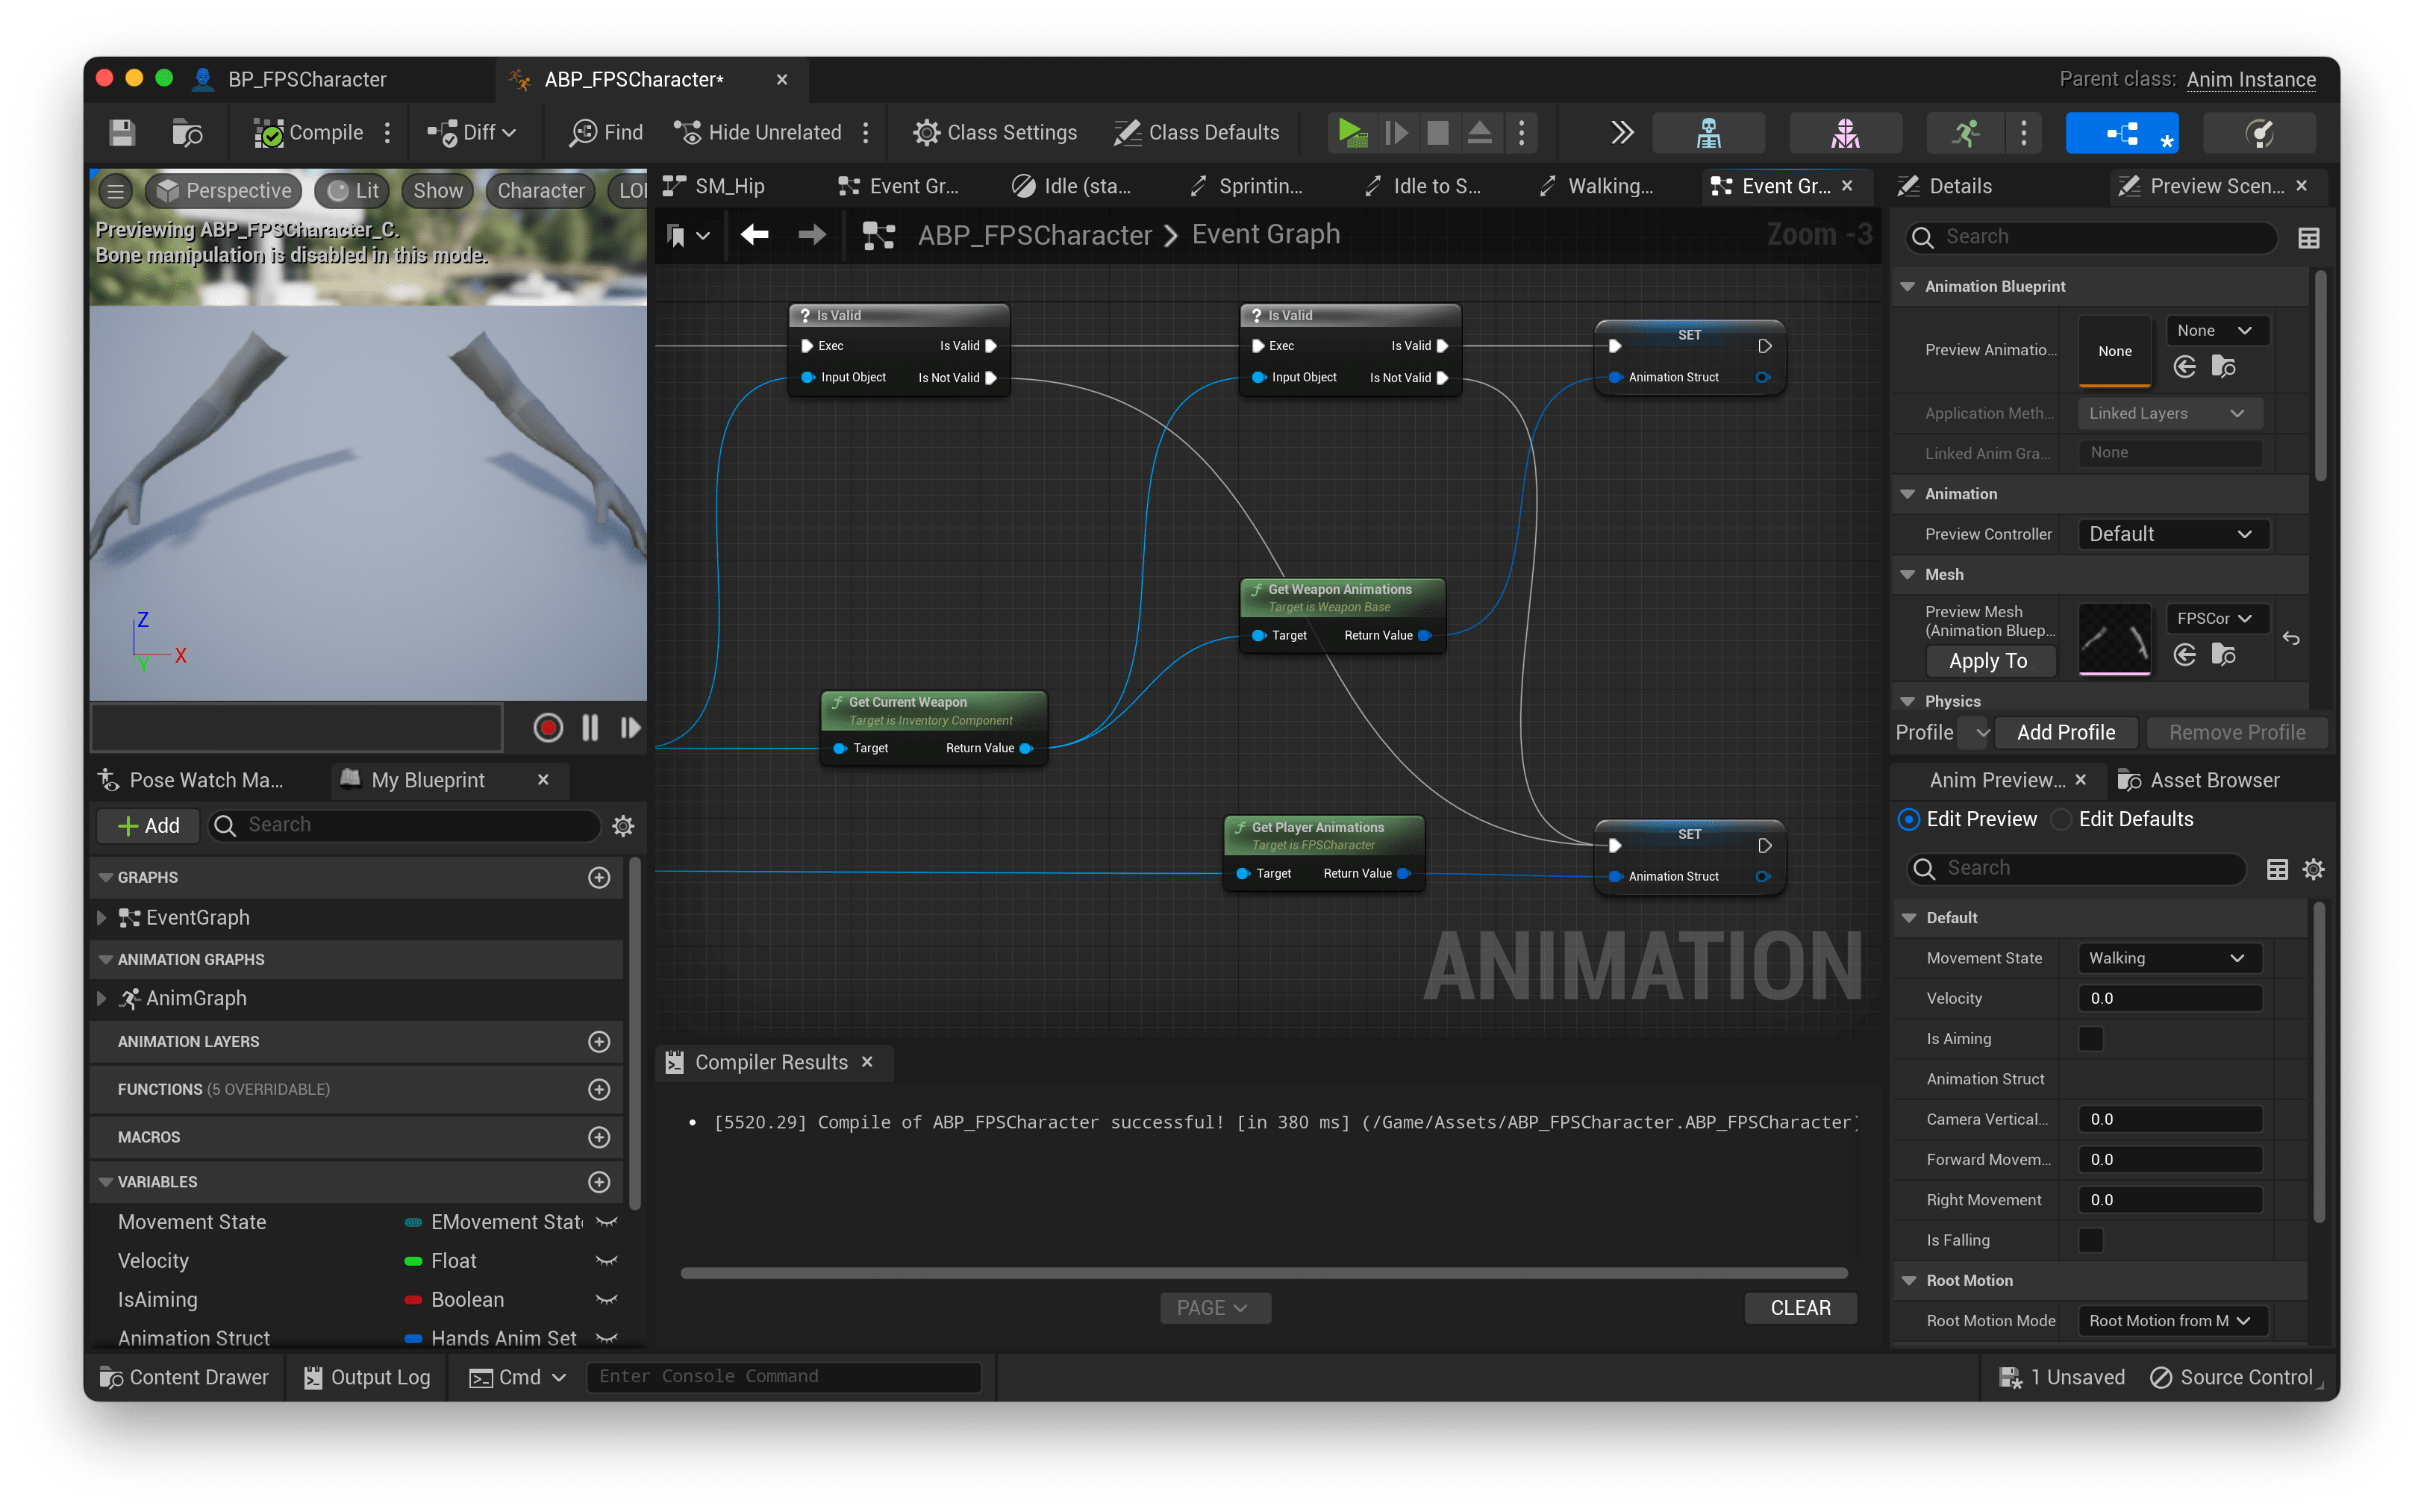 BP_FPSCharacter
ABP_FPSCharacter*
Parent class: Anim Instance
Compile
Diff
Find
Hide Unrelated
Class Settings
Class Defaults
Perspective
Lit
Show
Character
Previewing ABP_FPSCharacter_C.
Bone manipulation is disabled in this mode.
Z
X
Y
SM_Hip
Event Gr...
Idle (sta...
Sprintin...
Idle to S...
Walking...
Event Gr...
ABP_FPSCharacter
Event Graph
Zoom -3
? Is Valid
Exec
Is Valid
Input Object
Is Not Valid
? Is Valid
Exec
Is Valid
Input Object
Is Not Valid
SET
Animation Struct
Get Weapon Animations
Target is Weapon Base
Target
Return Value
Get Current Weapon
Target is Inventory Component
Target
Return Value
Get Player Animations
Target is FPSCharacter
Target
Return Value
SET
Animation Struct
ANIMATION
Compiler Results
[5520.29] Compile of ABP_FPSCharacter successful! [in 380 ms] (/Game/Assets/ABP_FPSCharacter.ABP_FPSCharacter)
PAGE
CLEAR
Pose Watch Ma...
My Blueprint
Add
Search
GRAPHS
EventGraph
ANIMATION GRAPHS
AnimGraph
ANIMATION LAYERS
FUNCTIONS (5 OVERRIDABLE)
MACROS
VARIABLES
Movement State
EMovement Stat
Velocity
Float
IsAiming
Boolean
Animation Struct
Hands Anim Set
Details
Preview Scen...
Search
Animation Blueprint
Preview Animatio...
None
None
Application Meth...
Linked Layers
Linked Anim Gra...
None
Animation
Preview Controller
Default
Mesh
Preview Mesh
(Animation Bluep...
Apply To
FPSCor
Physics
Profile
Add Profile
Remove Profile
Anim Preview...
Asset Browser
Edit Preview
Edit Defaults
Search
Default
Movement State
Walking
Velocity
0.0
Is Aiming
Animation Struct
Camera Vertical...
0.0
Forward Movem...
0.0
Right Movement
0.0
Is Falling
Root Motion
Root Motion Mode
Root Motion from M
Content Drawer
Output Log
Cmd
Enter Console Command
1 Unsaved
Source Control